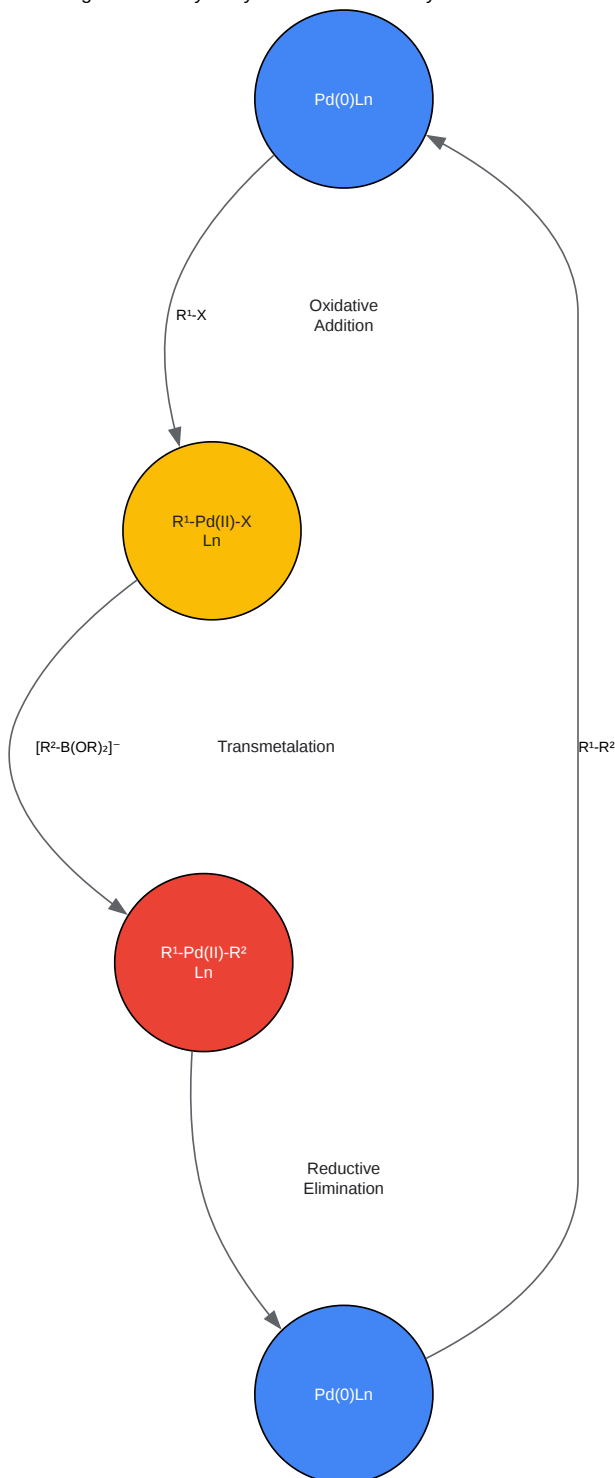 Pd(0)Ln
R¹-X
Oxidative
Addition
R¹-Pd(II)-X
Ln
[R²-B(OR)₂]⁻
Transmetalation
R¹-R²
R¹-Pd(II)-R²
Ln
Reductive
Elimination
Pd(0)Ln